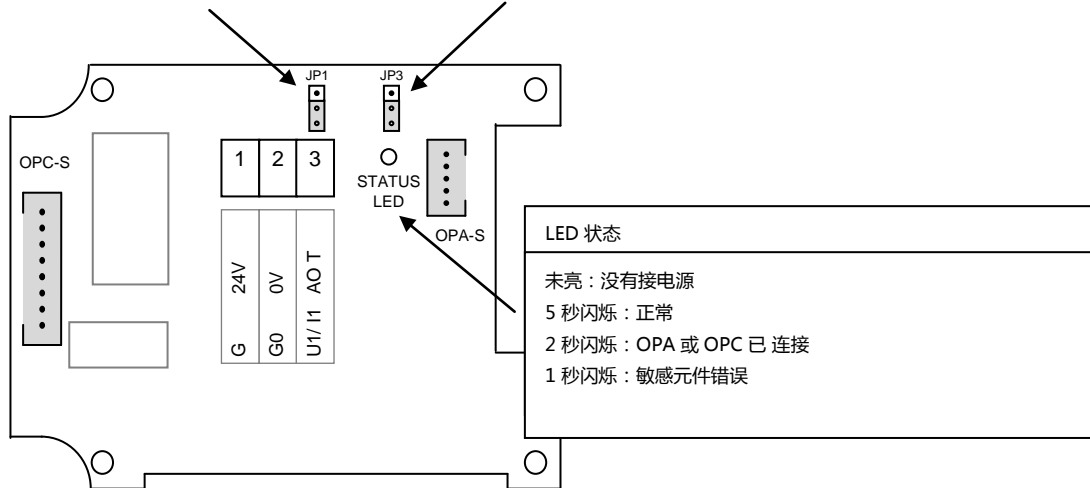 JP1 JP3
OPC-S
1 2 3
STATUS
LED
OPA-S
G 24V
G0 0V
U1/ I1 AO T
LED 状态
未亮：没有接电源
5 秒闪烁：正常
2 秒闪烁：OPA 或 OPC 已 连接
1 秒闪烁：敏感元件错误